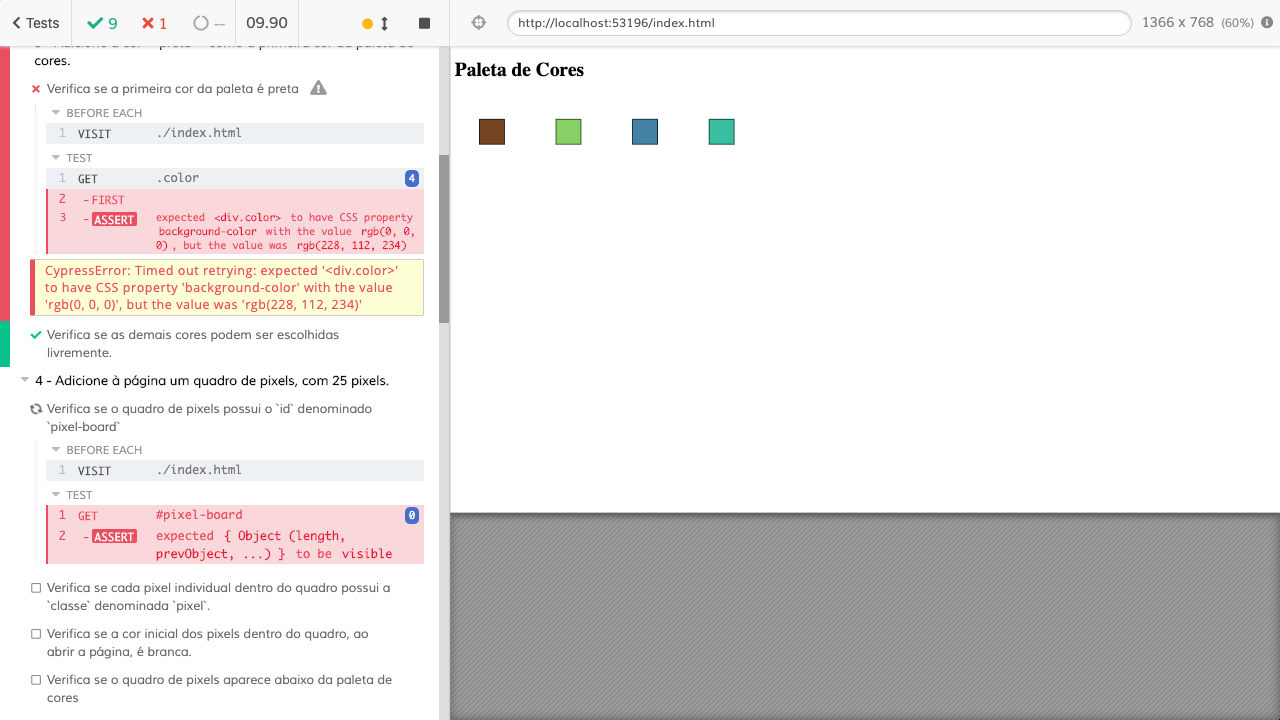 Tests
9
1
--
09.90
http://localhost:53196/index.html
1366 x 768 (60%)
cores.
Verifica se a primeira cor da paleta é preta
BEFORE EACH
1 VISIT ./index.html
TEST
1 GET .color 4
2 - FIRST
3 - ASSERT expected <div.color> to have CSS property
background-color with the value rgb(0, 0,
0), but the value was rgb(228, 112, 234)
CypressError: Timed out retrying: expected '<div.color>'
to have CSS property 'background-color' with the value
'rgb(0, 0, 0)', but the value was 'rgb(228, 112, 234)'
Verifica se as demais cores podem ser escolhidas
livremente.
4 - Adicione à página um quadro de pixels, com 25 pixels.
Verifica se o quadro de pixels possui o `id` denominado
`pixel-board`
BEFORE EACH
1 VISIT ./index.html
TEST
1 GET #pixel-board 0
2 - ASSERT expected { Object (length,
prevObject, ...) } to be visible
Verifica se cada pixel individual dentro do quadro possui a
`classe` denominada `pixel`.
Verifica se a cor inicial dos pixels dentro do quadro, ao
abrir a página, é branca.
Verifica se o quadro de pixels aparece abaixo da paleta de
cores
Paleta de Cores